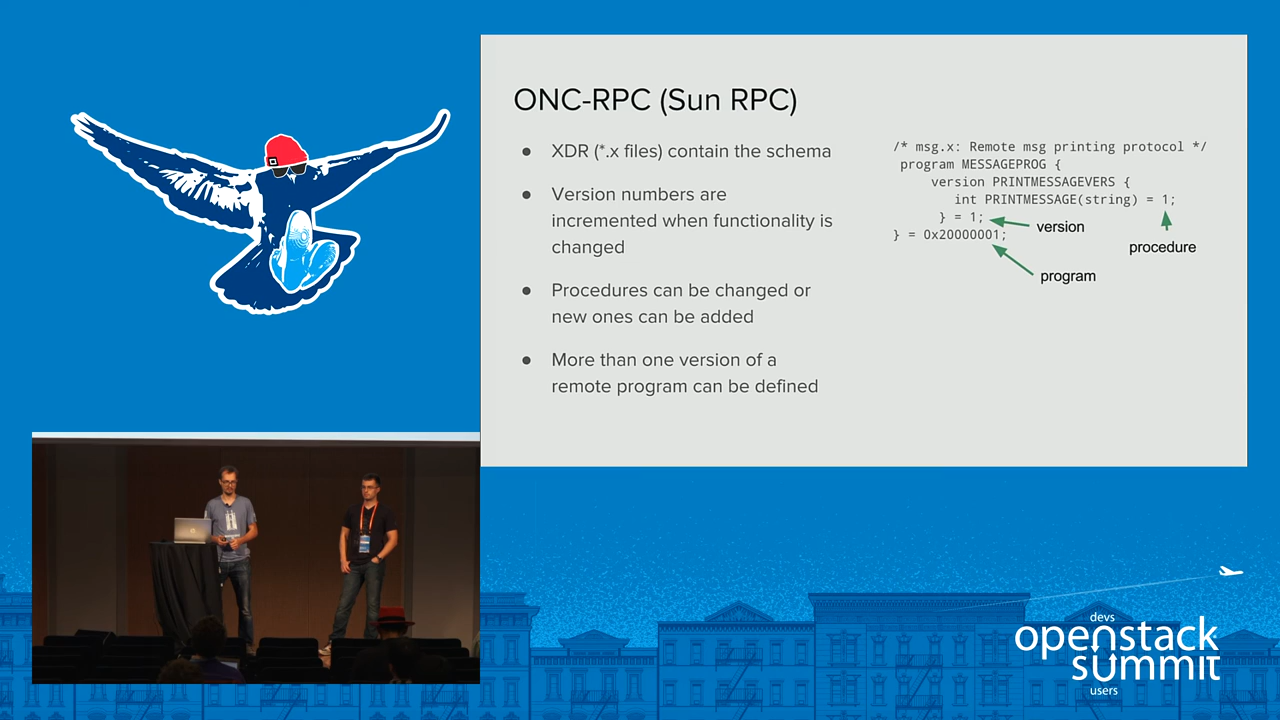 ONC-RPC (Sun RPC)
● XDR (*.x files) contain the schema
● Version numbers are
incremented when functionality is
changed
● Procedures can be changed or
new ones can be added
● More than one version of a
remote program can be defined
/* msg.x: Remote msg printing protocol */
program MESSAGEPROG {
version PRINTMESSAGEVERS {
int PRINTMESSAGE(string) = 1;
} = 1;
} = 0x20000001;
version
procedure
program
devs
openstack
summit
users